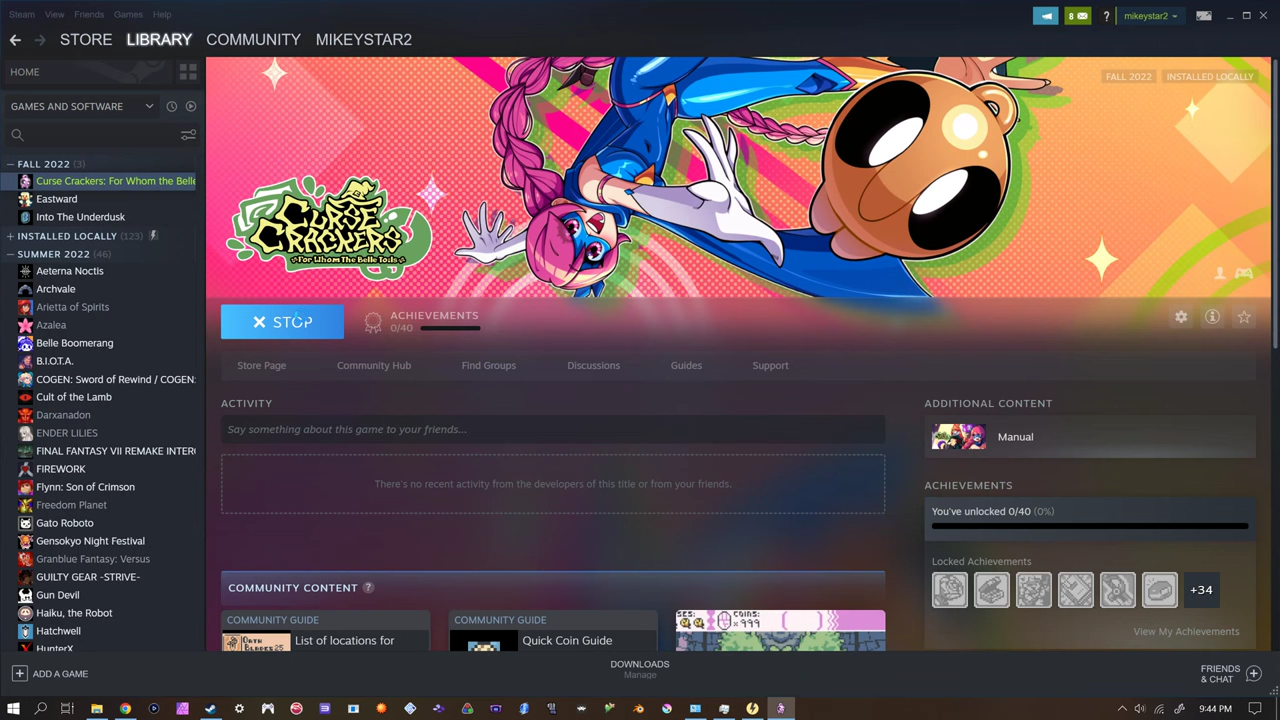 Steam View Friends Games Help
8 ? mikeystar2
STORE LIBRARY COMMUNITY MIKEYSTAR2
HOME
GAMES AND SOFTWARE
FALL 2022 (3)
Curse Crackers: For Whom the Belle
Eastward
Into The Underdusk
INSTALLED LOCALLY (123)
SUMMER 2022 (46)
Aeterna Noctis
Archvale
Arietta of Spirits
Azalea
Belle Boomerang
B.I.O.T.A.
COGEN: Sword of Rewind / COGEN:
Cult of the Lamb
Darxanadon
ENDER LILIES
FINAL FANTASY VII REMAKE INTER
FIREWORK
Flynn: Son of Crimson
Freedom Planet
Gato Roboto
Gensokyo Night Festival
Granblue Fantasy: Versus
GUILTY GEAR -STRIVE-
Gun Devil
Haiku, the Robot
Hatchwell
HunterX
ADD A GAME
FALL 2022 INSTALLED LOCALLY
CURSE
CRACKERS
For Whom the Belle Toils
STOP
ACHIEVEMENTS
0/40
Store Page Community Hub Find Groups Discussions Guides Support
ACTIVITY
Say something about this game to your friends...
There's no recent activity from the developers of this title or from your friends.
COMMUNITY CONTENT ?
COMMUNITY GUIDE
List of locations for
COMMUNITY GUIDE
Quick Coin Guide
COINS:
×999
ADDITIONAL CONTENT
Manual
ACHIEVEMENTS
You've unlocked 0/40 (0%)
Locked Achievements
+34
View My Achievements
DOWNLOADS
Manage
FRIENDS
& CHAT
9:44 PM